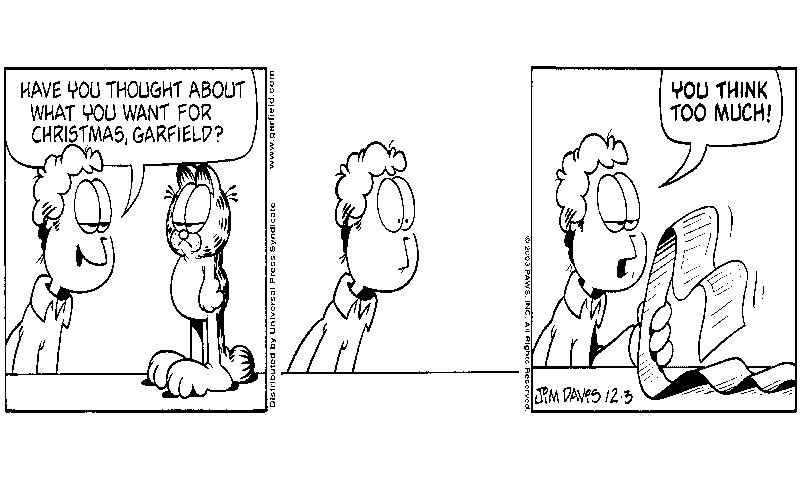 HAVE YOU THOUGHT ABOUT
WHAT YOU WANT FOR
CHRISTMAS, GARFIELD?
www.garfield.com
Distributed by Universal Press Syndicate
YOU THINK
TOO MUCH!
© 2003 PAWS, INC. All Rights Reserved.
JIM DAVIS 12·3